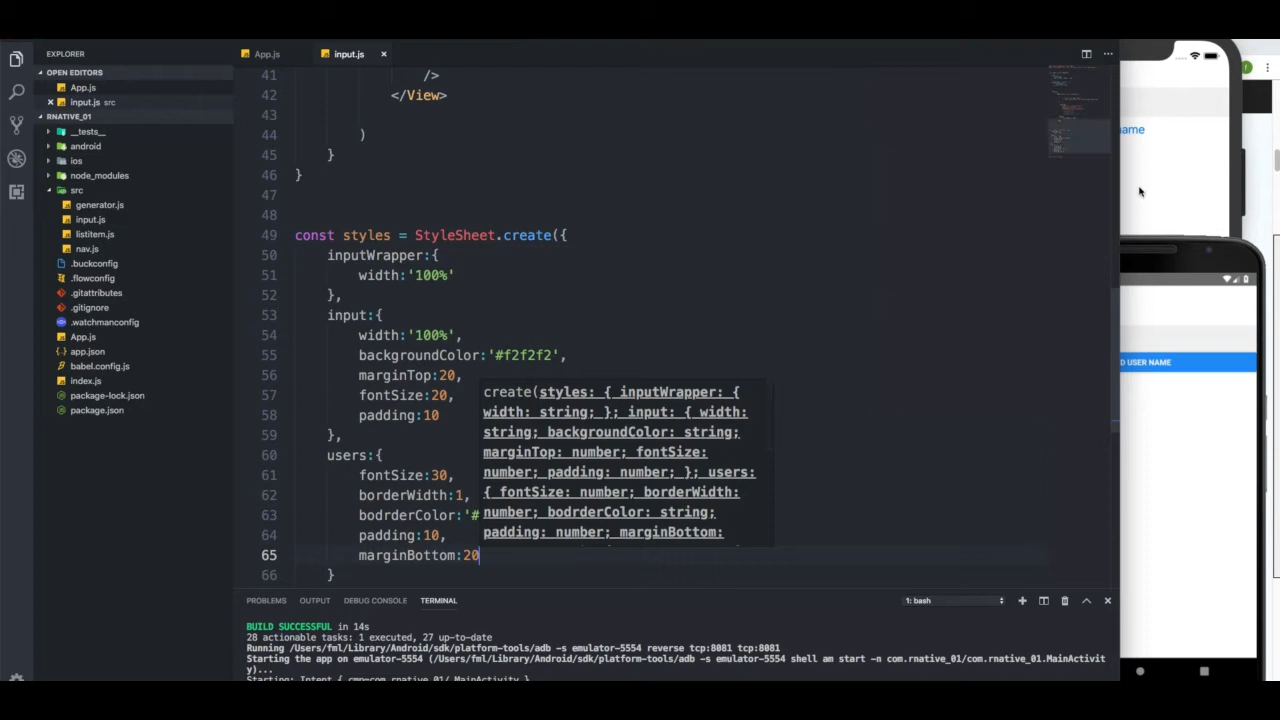 EXPLORER
OPEN EDITORS
App.js
input.js src
RNATIVE_01
__tests__
android
ios
node_modules
src
generator.js
input.js
listitem.js
nav.js
.buckconfig
.flowconfig
.gitattributes
.gitignore
.watchmanconfig
App.js
app.json
babel.config.js
index.js
package-lock.json
package.json
App.js
input.js
41 />
42 </View>
43
44 )
45 }
46 }
47
48
49 const styles = StyleSheet.create({
50 inputWrapper:{
51 width:'100%'
52 },
53 input:{
54 width:'100%',
55 backgroundColor:'#f2f2f2',
56 marginTop:20,
57 fontSize:20,
58 padding:10
59 },
60 users:{
61 fontSize:30,
62 borderWidth:1,
63 bodrderColor:'#
64 padding:10,
65 marginBottom:20
66 }
create(styles: { inputWrapper: {
width: string; }; input: { width:
string; backgroundColor: string;
marginTop: number; fontSize:
number; padding: number; }; users:
{ fontSize: number; borderWidth:
number; bodrderColor: string;
padding: number; marginBottom:
PROBLEMS OUTPUT DEBUG CONSOLE TERMINAL
1: bash
BUILD SUCCESSFUL in 14s
28 actionable tasks: 1 executed, 27 up-to-date
Running /Users/fml/Library/Android/sdk/platform-tools/adb -s emulator-5554 reverse tcp:8081 tcp:8081
Starting the app on emulator-5554 (/Users/fml/Library/Android/sdk/platform-tools/adb -s emulator-5554 shell am start -n com.rnative_01/com.rnative_01.MainActivit
y)...
Starting: Intent { cmp=com.rnative_01/.MainActivity }
ame
D USER NAME